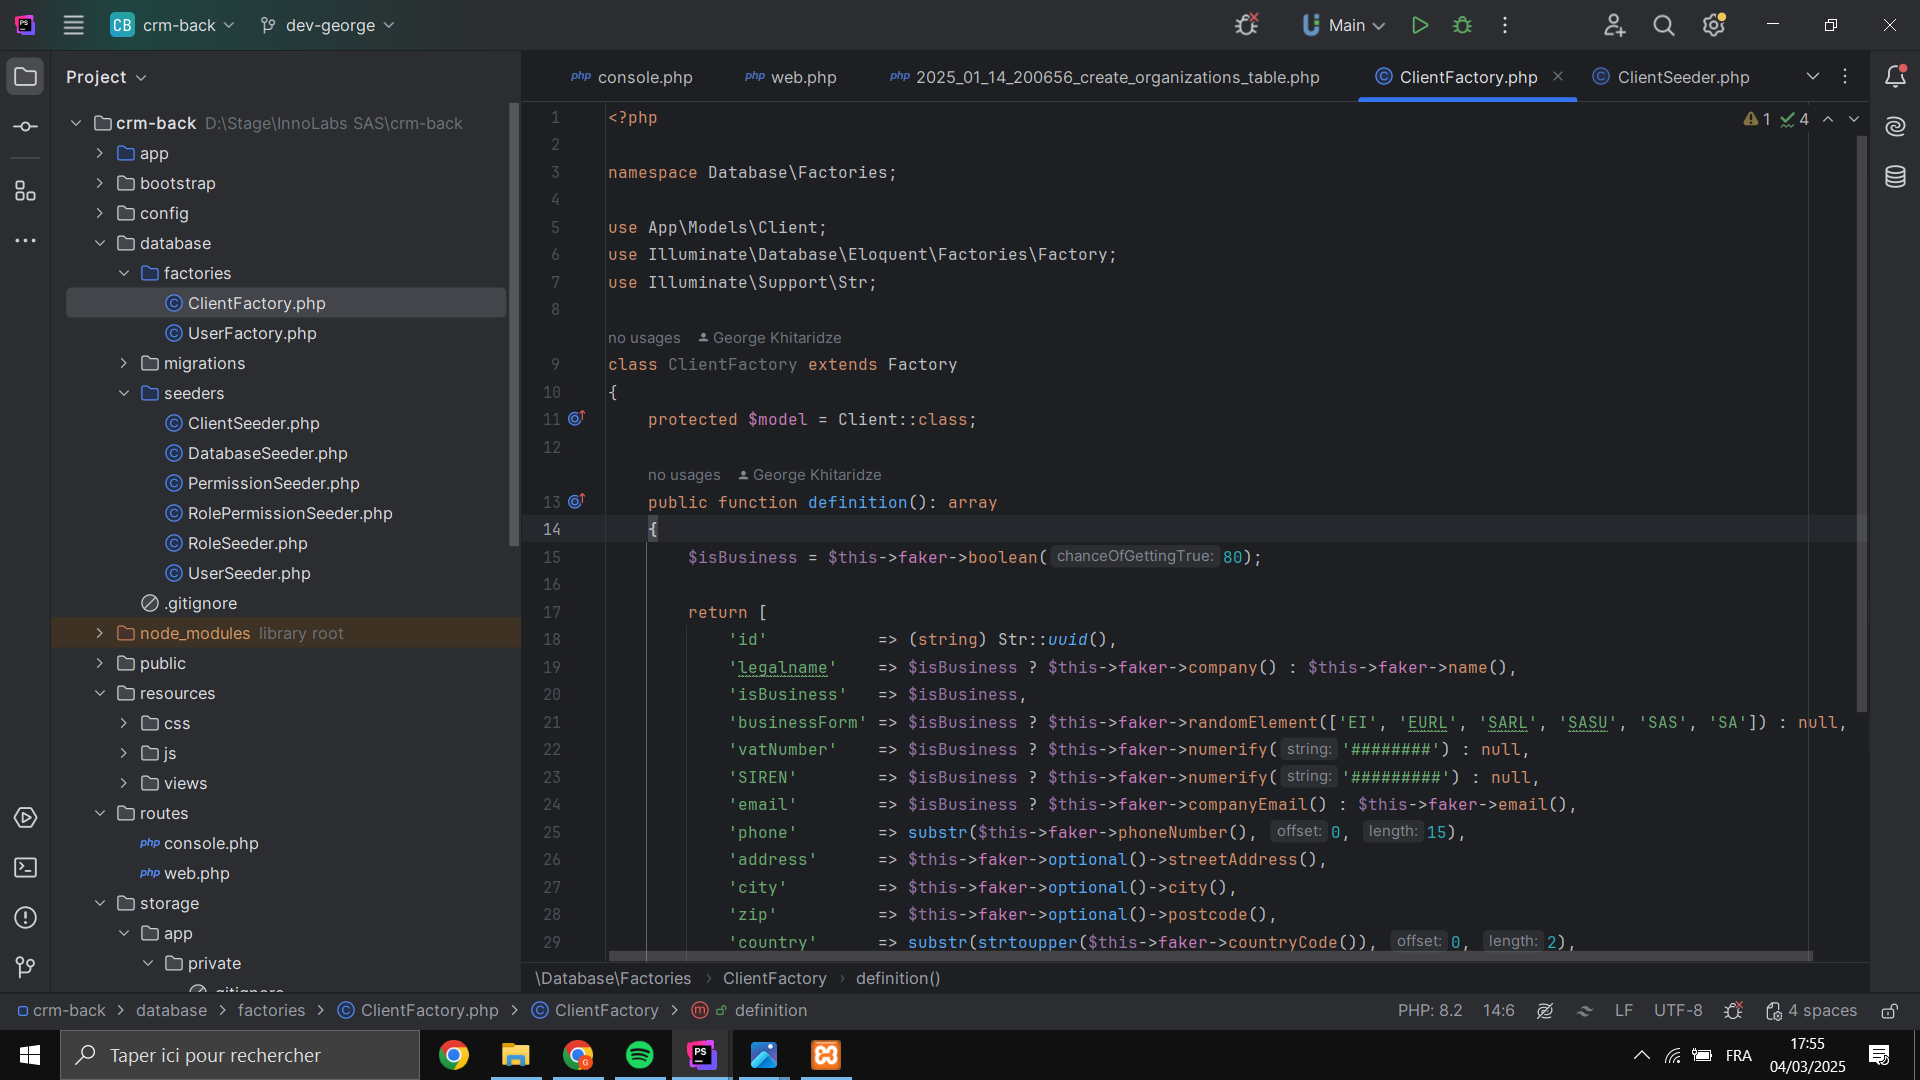 CB crm-back dev-george Main
Project
crm-back D:\Stage\InnoLabs SAS\crm-back
app
bootstrap
config
database
factories
ClientFactory.php
UserFactory.php
migrations
seeders
ClientSeeder.php
DatabaseSeeder.php
PermissionSeeder.php
RolePermissionSeeder.php
RoleSeeder.php
UserSeeder.php
.gitignore
node_modules library root
public
resources
css
js
views
routes
console.php
web.php
storage
app
private
.gitignore
console.php web.php 2025_01_14_200656_create_organizations_table.php ClientFactory.php ClientSeeder.php
1 4
1 <?php
2
3 namespace Database\Factories;
4
5 use App\Models\Client;
6 use Illuminate\Database\Eloquent\Factories\Factory;
7 use Illuminate\Support\Str;
8
no usages George Khitaridze
9 class ClientFactory extends Factory
10 {
11 protected $model = Client::class;
12
no usages George Khitaridze
13 public function definition(): array
14 {
15 $isBusiness = $this->faker->boolean( chanceOfGettingTrue: 80);
16
17 return [
18 'id' => (string) Str::uuid(),
19 'legalname' => $isBusiness ? $this->faker->company() : $this->faker->name(),
20 'isBusiness' => $isBusiness,
21 'businessForm' => $isBusiness ? $this->faker->randomElement(['EI', 'EURL', 'SARL', 'SASU', 'SAS', 'SA']) : null,
22 'vatNumber' => $isBusiness ? $this->faker->numerify( string: '########') : null,
23 'SIREN' => $isBusiness ? $this->faker->numerify( string: '#########') : null,
24 'email' => $isBusiness ? $this->faker->companyEmail() : $this->faker->email(),
25 'phone' => substr($this->faker->phoneNumber(), offset: 0, length: 15),
26 'address' => $this->faker->optional()->streetAddress(),
27 'city' => $this->faker->optional()->city(),
28 'zip' => $this->faker->optional()->postcode(),
29 'country' => substr(strtoupper($this->faker->countryCode()), offset: 0, length: 2),
\Database\Factories > ClientFactory > definition()
crm-back > database > factories > ClientFactory.php > ClientFactory > definition PHP: 8.2 14:6 LF UTF-8 4 spaces
Taper ici pour rechercher FRA 17:55
04/03/2025